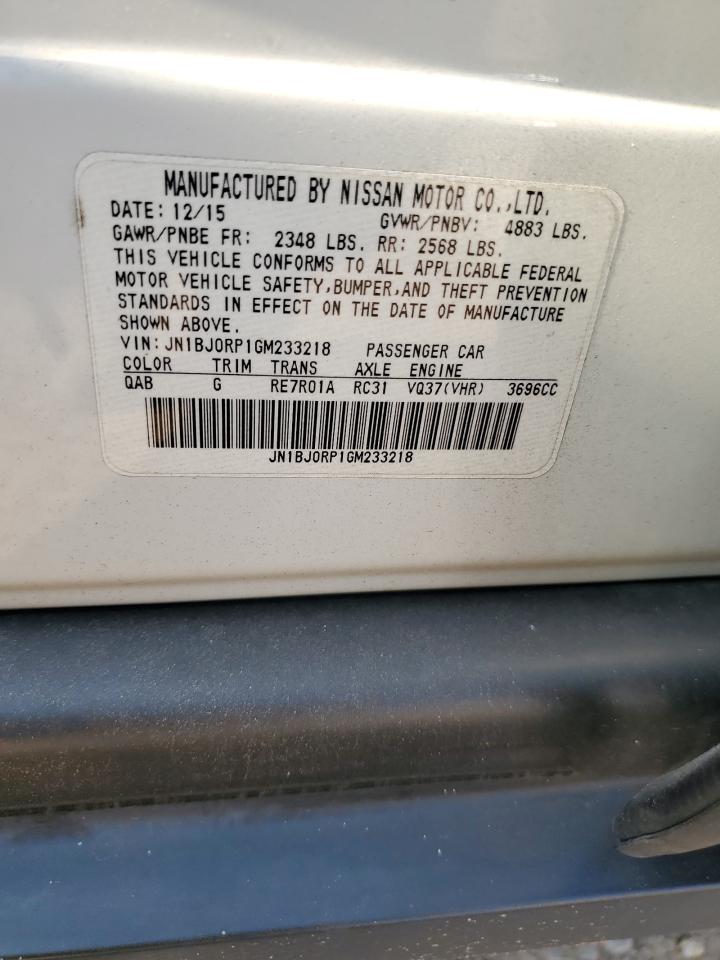 MANUFACTURED BY NISSAN MOTOR CO.,LTD.
DATE: 12/15 GVWR/PNBV: 4883 LBS.
GAWR/PNBE FR: 2348 LBS. RR: 2568 LBS.
THIS VEHICLE CONFORMS TO ALL APPLICABLE FEDERAL
MOTOR VEHICLE SAFETY,BUMPER,AND THEFT PREVENTION
STANDARDS IN EFFECT ON THE DATE OF MANUFACTURE
SHOWN ABOVE.
VIN: JN1BJ0RP1GM233218 PASSENGER CAR
COLOR TRIM TRANS AXLE ENGINE
QAB G RE7R01A RC31 VQ37(VHR) 3696CC
JN1BJ0RP1GM233218